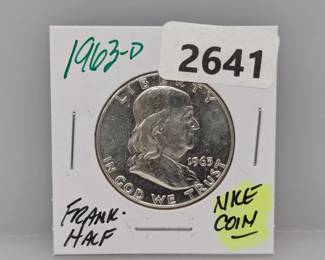 1963-D
2641
LIBERTY
1963
IN GOD WE TRUST
FRANK.
HALF
NICE
COIN